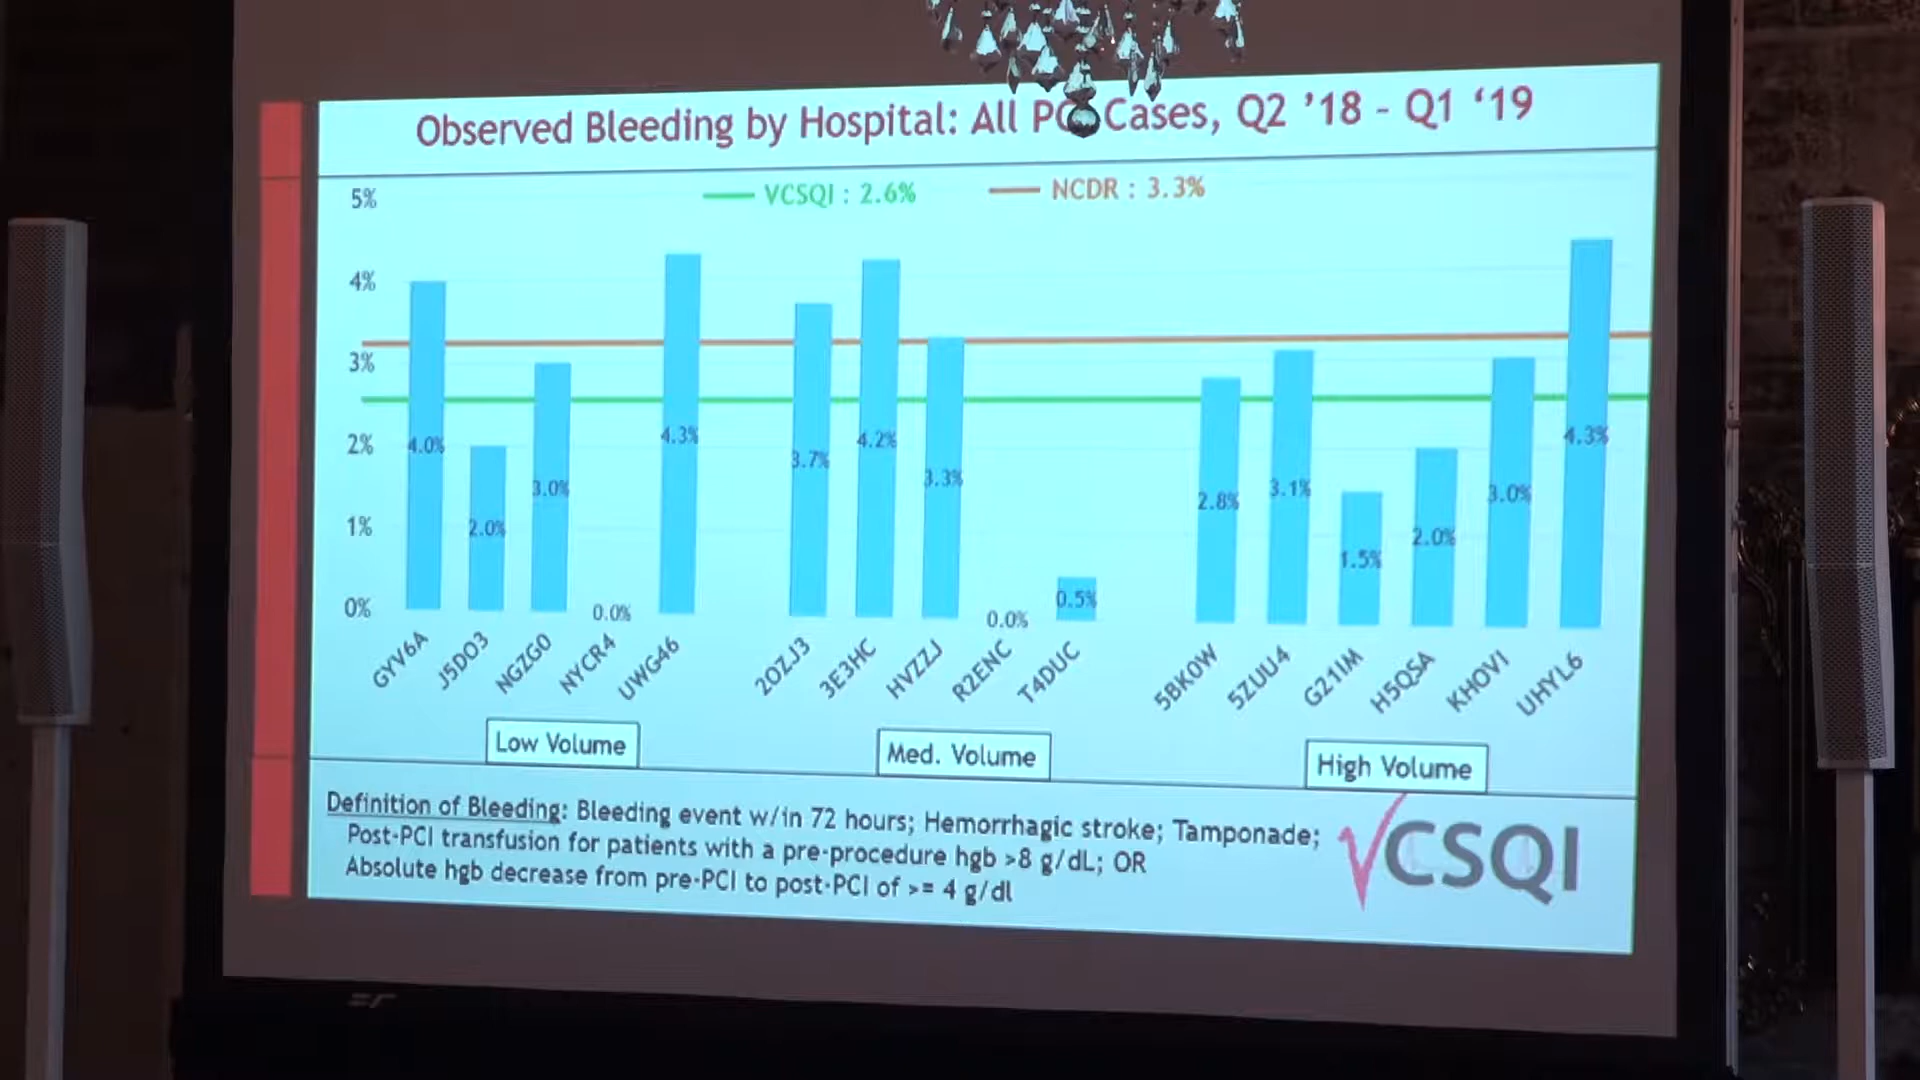 Observed Bleeding by Hospital: All Cases, Q2 ’18 - Q1 ‘19
VCSQI : 2.6% NCDR : 3.3%
5%
4%
3%
2%
1%
0%
4.0% 2.0% 3.0% 0.0% 4.3% 3.7% 4.2% 3.3% 0.0% 0.5% 2.8% 3.1% 1.5% 2.0% 3.0% 4.3%
GYV6A J5DO3 NGZG0 NYCR4 UWG46 2OZJ3 3E3HC HVZZJ R2ENC T4DUC 5BK0W 5ZUU4 G21IM H5QSA KHOVI UHYL6
Low Volume Med. Volume High Volume
Definition of Bleeding: Bleeding event w/in 72 hours; Hemorrhagic stroke; Tamponade;
Post-PCI transfusion for patients with a pre-procedure hgb >8 g/dL; OR
Absolute hgb decrease from pre-PCI to post-PCI of >= 4 g/dl
VCSQI